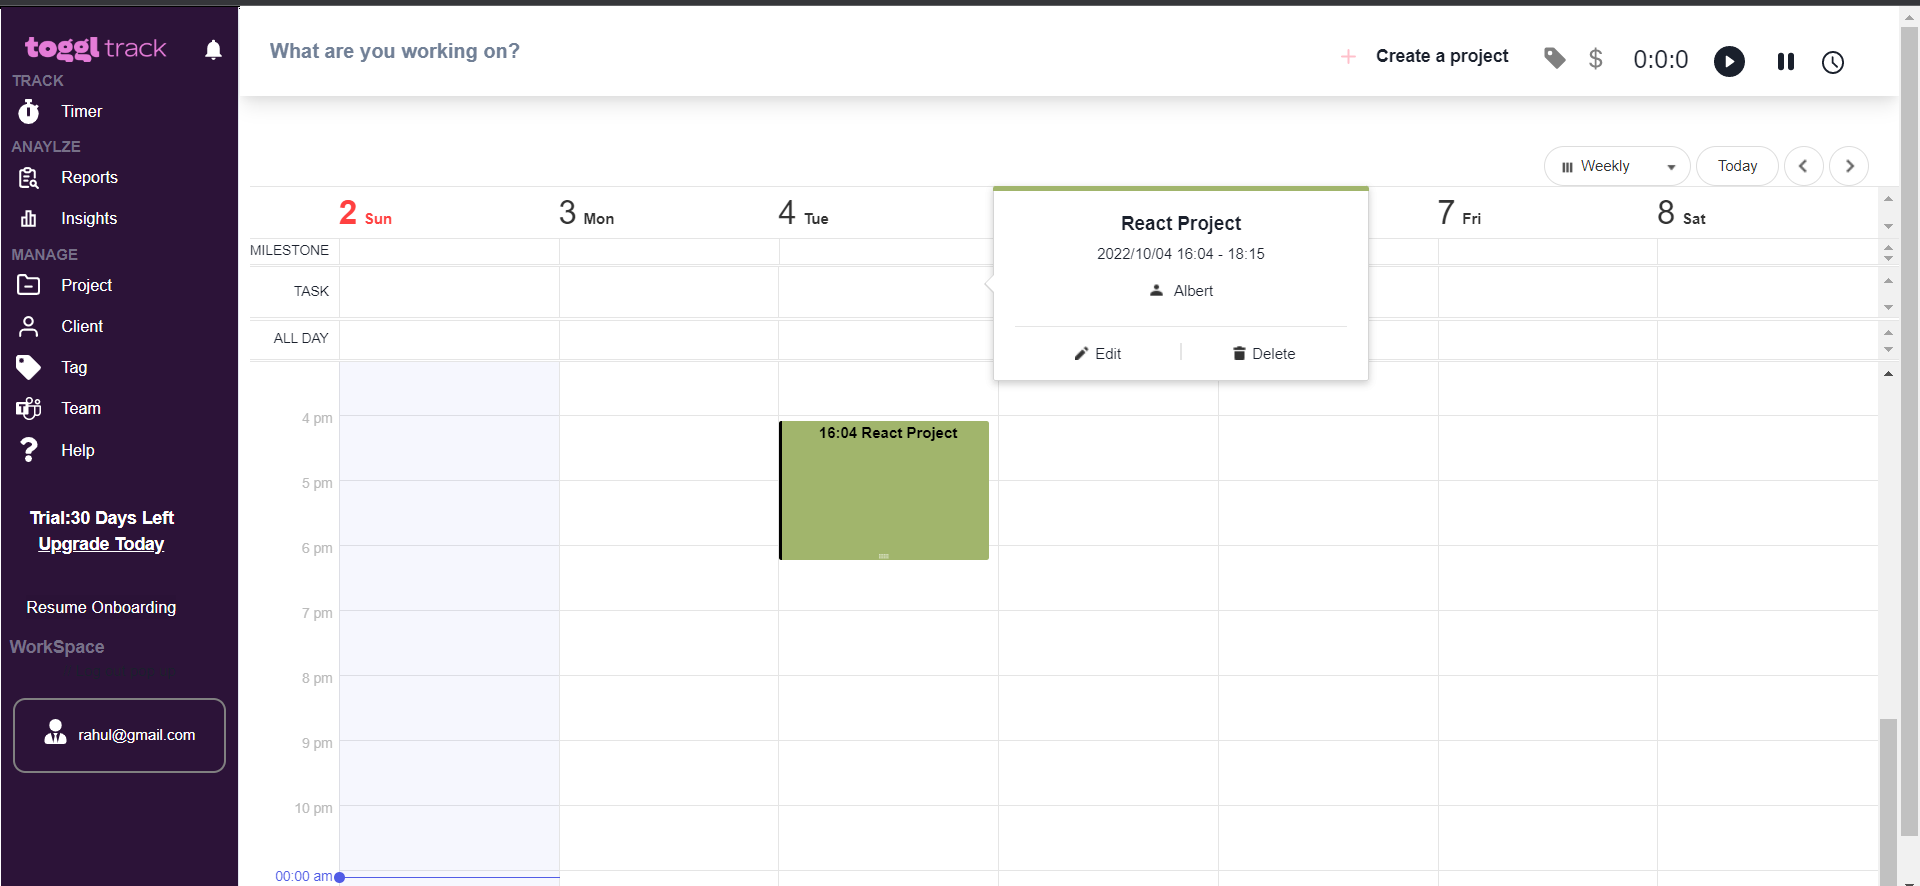 toggl track
TRACK
Timer
ANAYLZE
Reports
Insights
MANAGE
Project
Client
Tag
Team
Help
Trial:30 Days Left
Upgrade Today
Resume Onboarding
WorkSpace
rahul@gmail.com
What are you working on?
+ Create a project $ 0:0:0
Weekly Today
2 Sun 3 Mon 4 Tue 7 Fri 8 Sat
MILESTONE
TASK
ALL DAY
React Project
2022/10/04 16:04 - 18:15
Albert
Edit Delete
4 pm
16:04 React Project
5 pm
6 pm
7 pm
8 pm
9 pm
10 pm
00:00 am